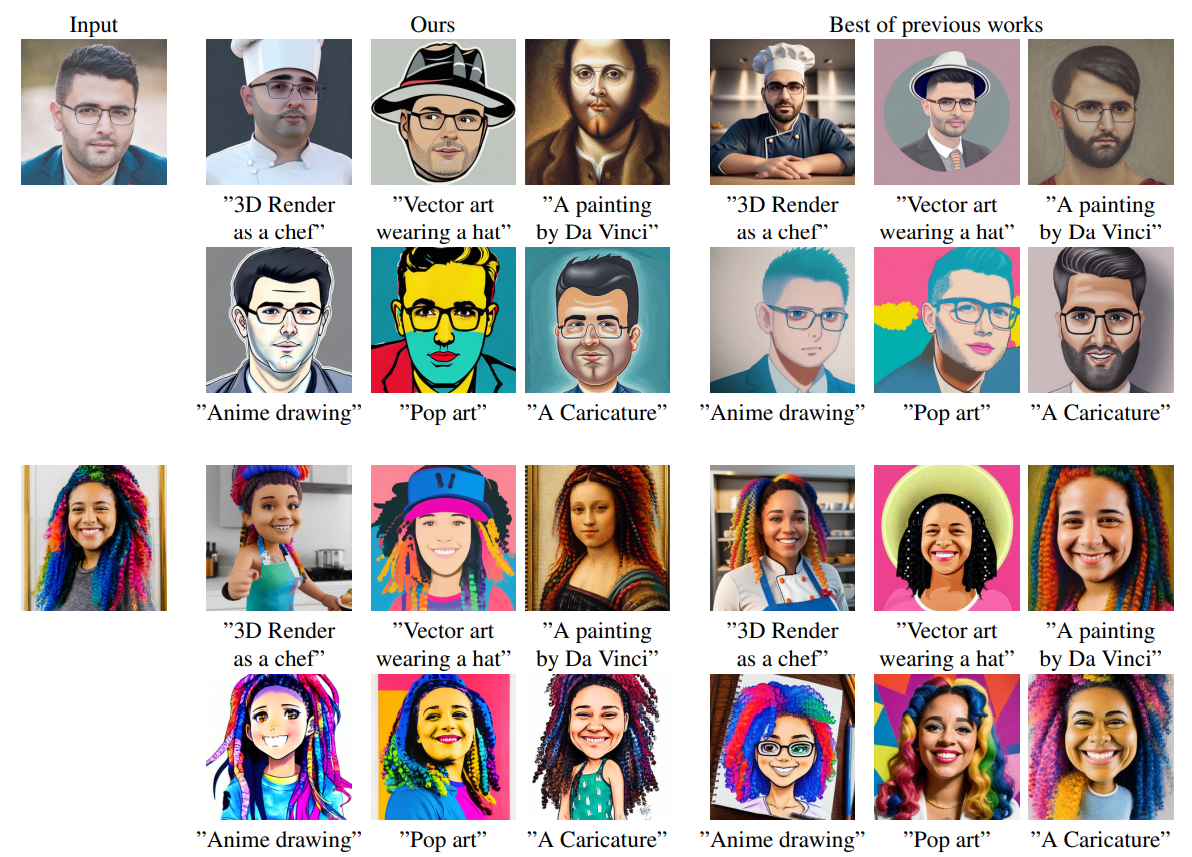 Input Ours Best of previous works
”3D Render ”Vector art ”A painting ”3D Render ”Vector art ”A painting
as a chef” wearing a hat” by Da Vinci” as a chef” wearing a hat” by Da Vinci”
”Anime drawing” ”Pop art” ”A Caricature” ”Anime drawing” ”Pop art” ”A Caricature”
”3D Render ”Vector art ”A painting ”3D Render ”Vector art ”A painting
as a chef” wearing a hat” by Da Vinci” as a chef” wearing a hat” by Da Vinci”
”Anime drawing” ”Pop art” ”A Caricature” ”Anime drawing” ”Pop art” ”A Caricature”